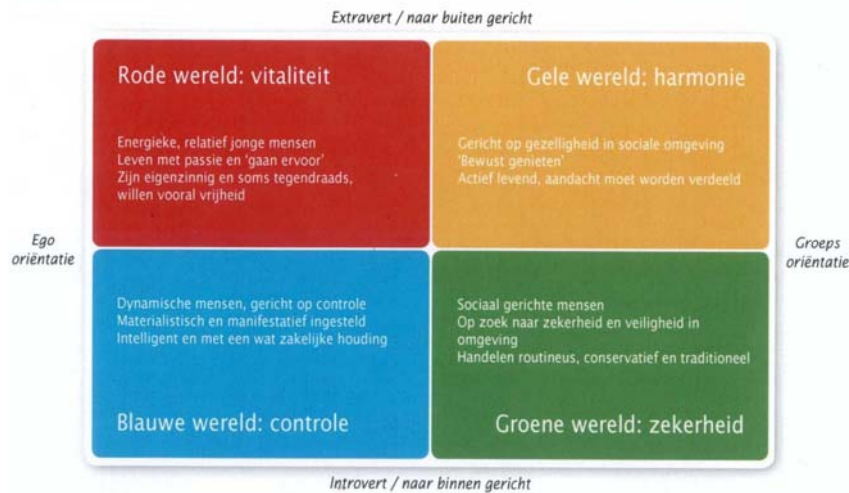 Extravert / naar buiten gericht
Rode wereld: vitaliteit
Energieke, relatief jonge mensen
Leven met passie en 'gaan ervoor'
Zijn eigenzinnig en soms tegendraads,
willen vooral vrijheid
Gele wereld: harmonie
Gericht op gezelligheid in sociale omgeving
'Bewust genieten'
Actief levend, aandacht moet worden verdeeld
Ego
oriëntatie
Groeps
oriëntatie
Dynamische mensen, gericht op controle
Materialistisch en manifestatief ingesteld
Intelligent en met een wat zakelijke houding
Blauwe wereld: controle
Sociaal gerichte mensen
Op zoek naar zekerheid en veiligheid in
omgeving
Handelen routineus, conservatief en traditioneel
Groene wereld: zekerheid
Introvert / naar binnen gericht